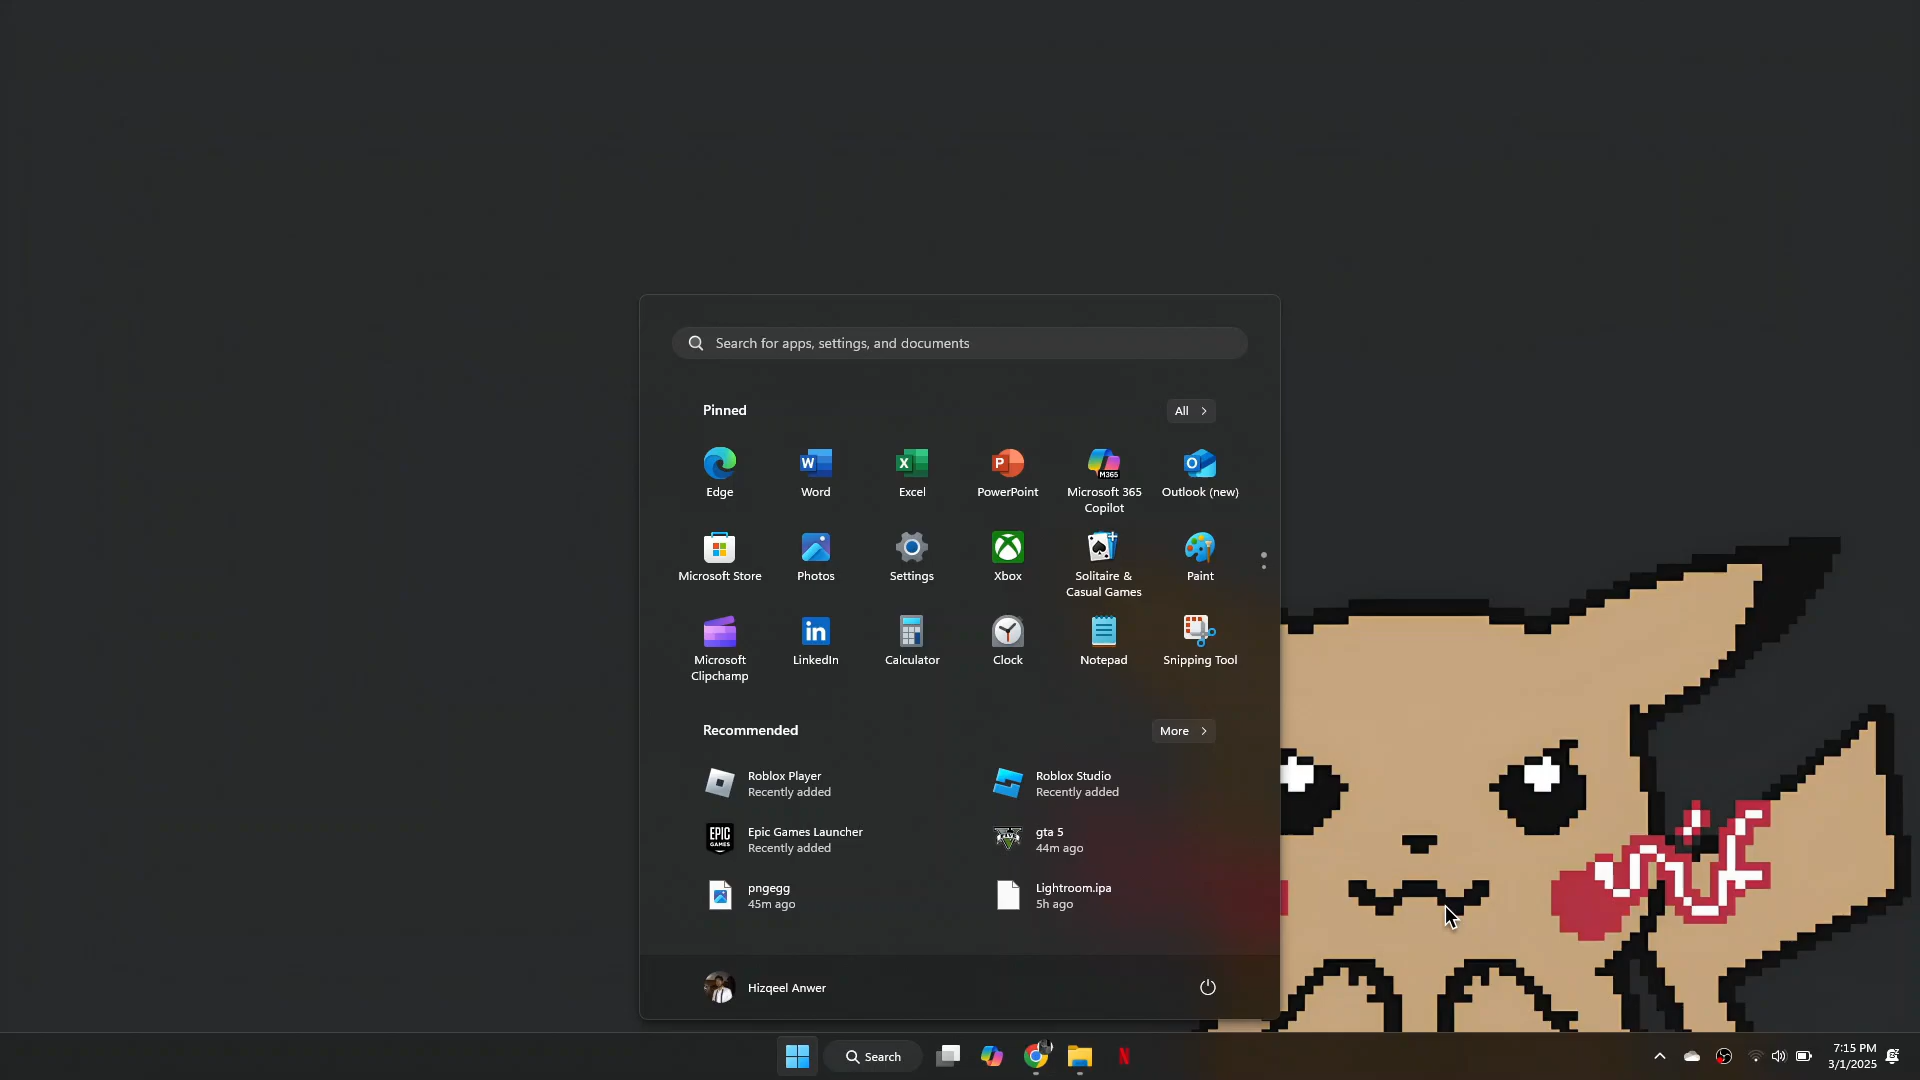 Search for apps, settings, and documents
Pinned
All
Edge
Word
Excel
PowerPoint
Microsoft 365
Copilot
Outlook (new)
Microsoft Store
Photos
Settings
Xbox
Solitaire &
Casual Games
Paint
Microsoft
Clipchamp
LinkedIn
Calculator
Clock
Notepad
Snipping Tool
Recommended
More
Roblox Player
Recently added
Roblox Studio
Recently added
Epic Games Launcher
Recently added
gta 5
44m ago
pngegg
45m ago
Lightroom.ipa
5h ago
Hizqeel Anwer
Search
7:15 PM
3/1/2025